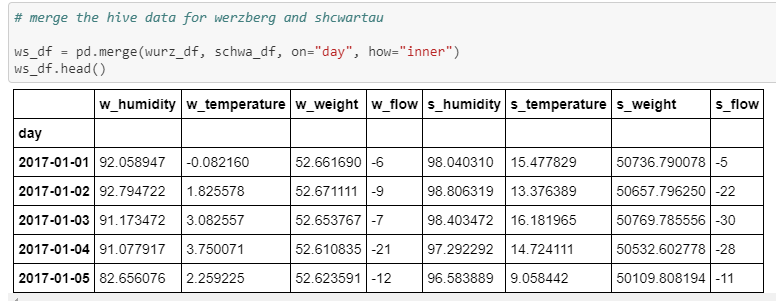 # merge the hive data for werzberg and shcwartau
ws_df = pd.merge(wurz_df, schwa_df, on="day", how="inner")
ws_df.head()
w_humidity w_temperature w_weight w_flow s_humidity s_temperature s_weight s_flow
day
2017-01-01 92.058947 -0.082160 52.661690 -6 98.040310 15.477829 50736.790078 -5
2017-01-02 92.794722 1.825578 52.671111 -9 98.806319 13.376389 50657.796250 -22
2017-01-03 91.173472 3.082557 52.653767 -7 98.403472 16.181965 50769.785556 -30
2017-01-04 91.077917 3.750071 52.610835 -21 97.292292 14.724111 50532.602778 -28
2017-01-05 82.656076 2.259225 52.623591 -12 96.583889 9.058442 50109.808194 -11